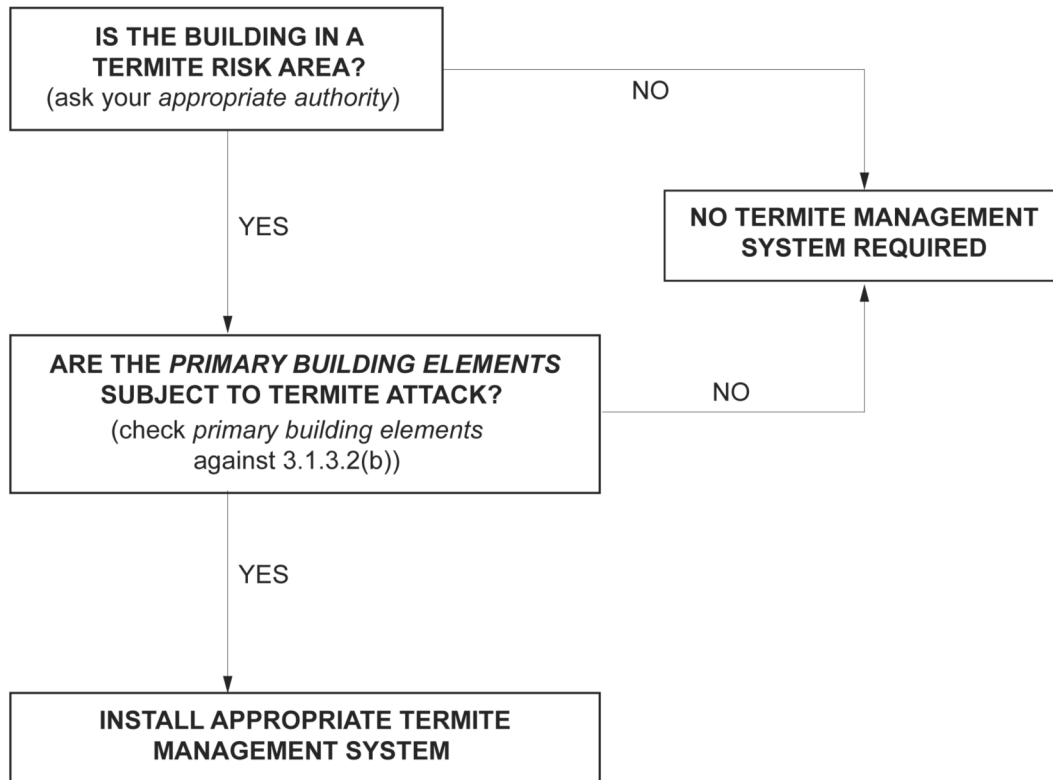 IS THE BUILDING IN A
TERMITE RISK AREA?
(ask your appropriate authority)
NO
YES
NO TERMITE MANAGEMENT
SYSTEM REQUIRED
ARE THE PRIMARY BUILDING ELEMENTS
SUBJECT TO TERMITE ATTACK?
(check primary building elements
against 3.1.3.2(b))
NO
YES
INSTALL APPROPRIATE TERMITE
MANAGEMENT SYSTEM